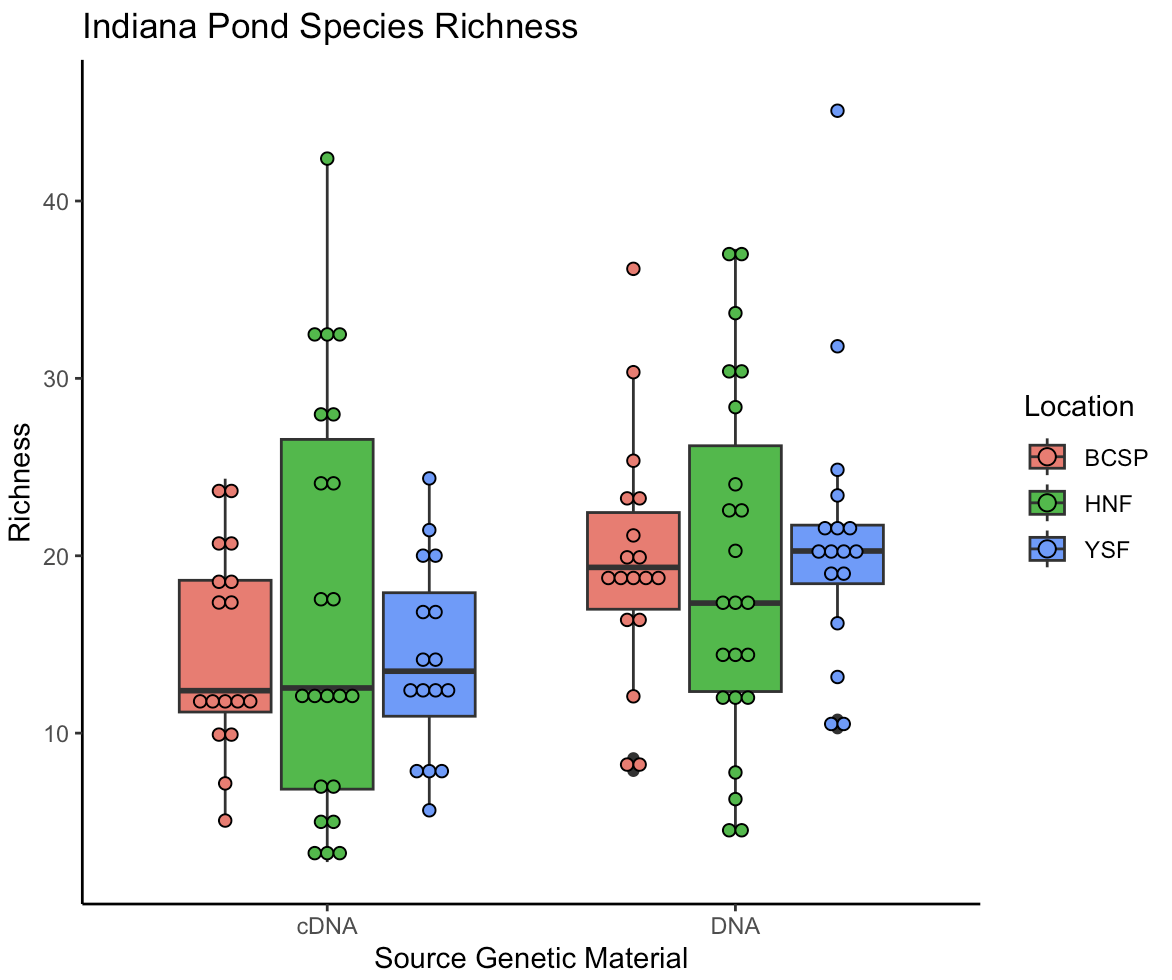 Indiana Pond Species Richness
Richness
40
30
20
10
cDNA
DNA
Source Genetic Material
Location
BCSP
HNF
YSF